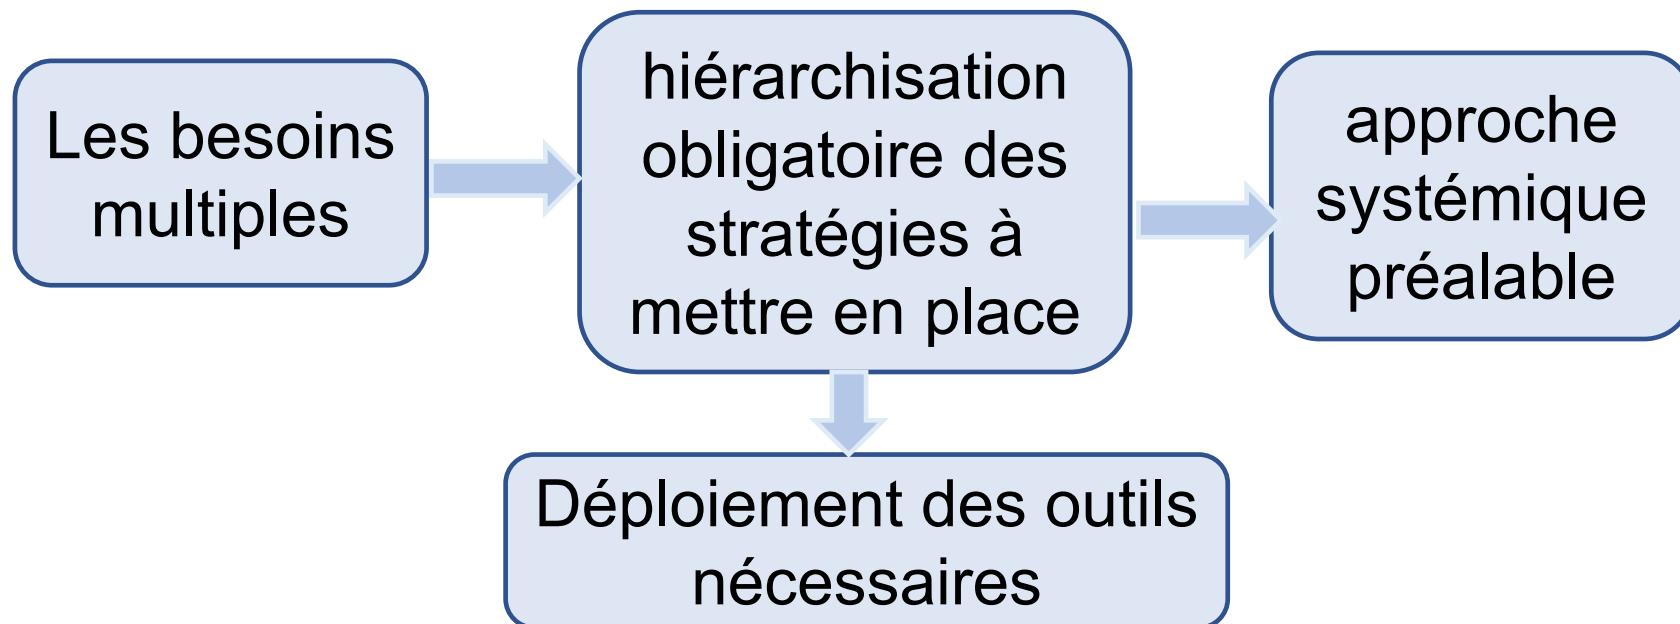 Les besoins
multiples
hiérarchisation
obligatoire des
stratégies à
mettre en place
approche
systémique
préalable
Déploiement des outils
nécessaires